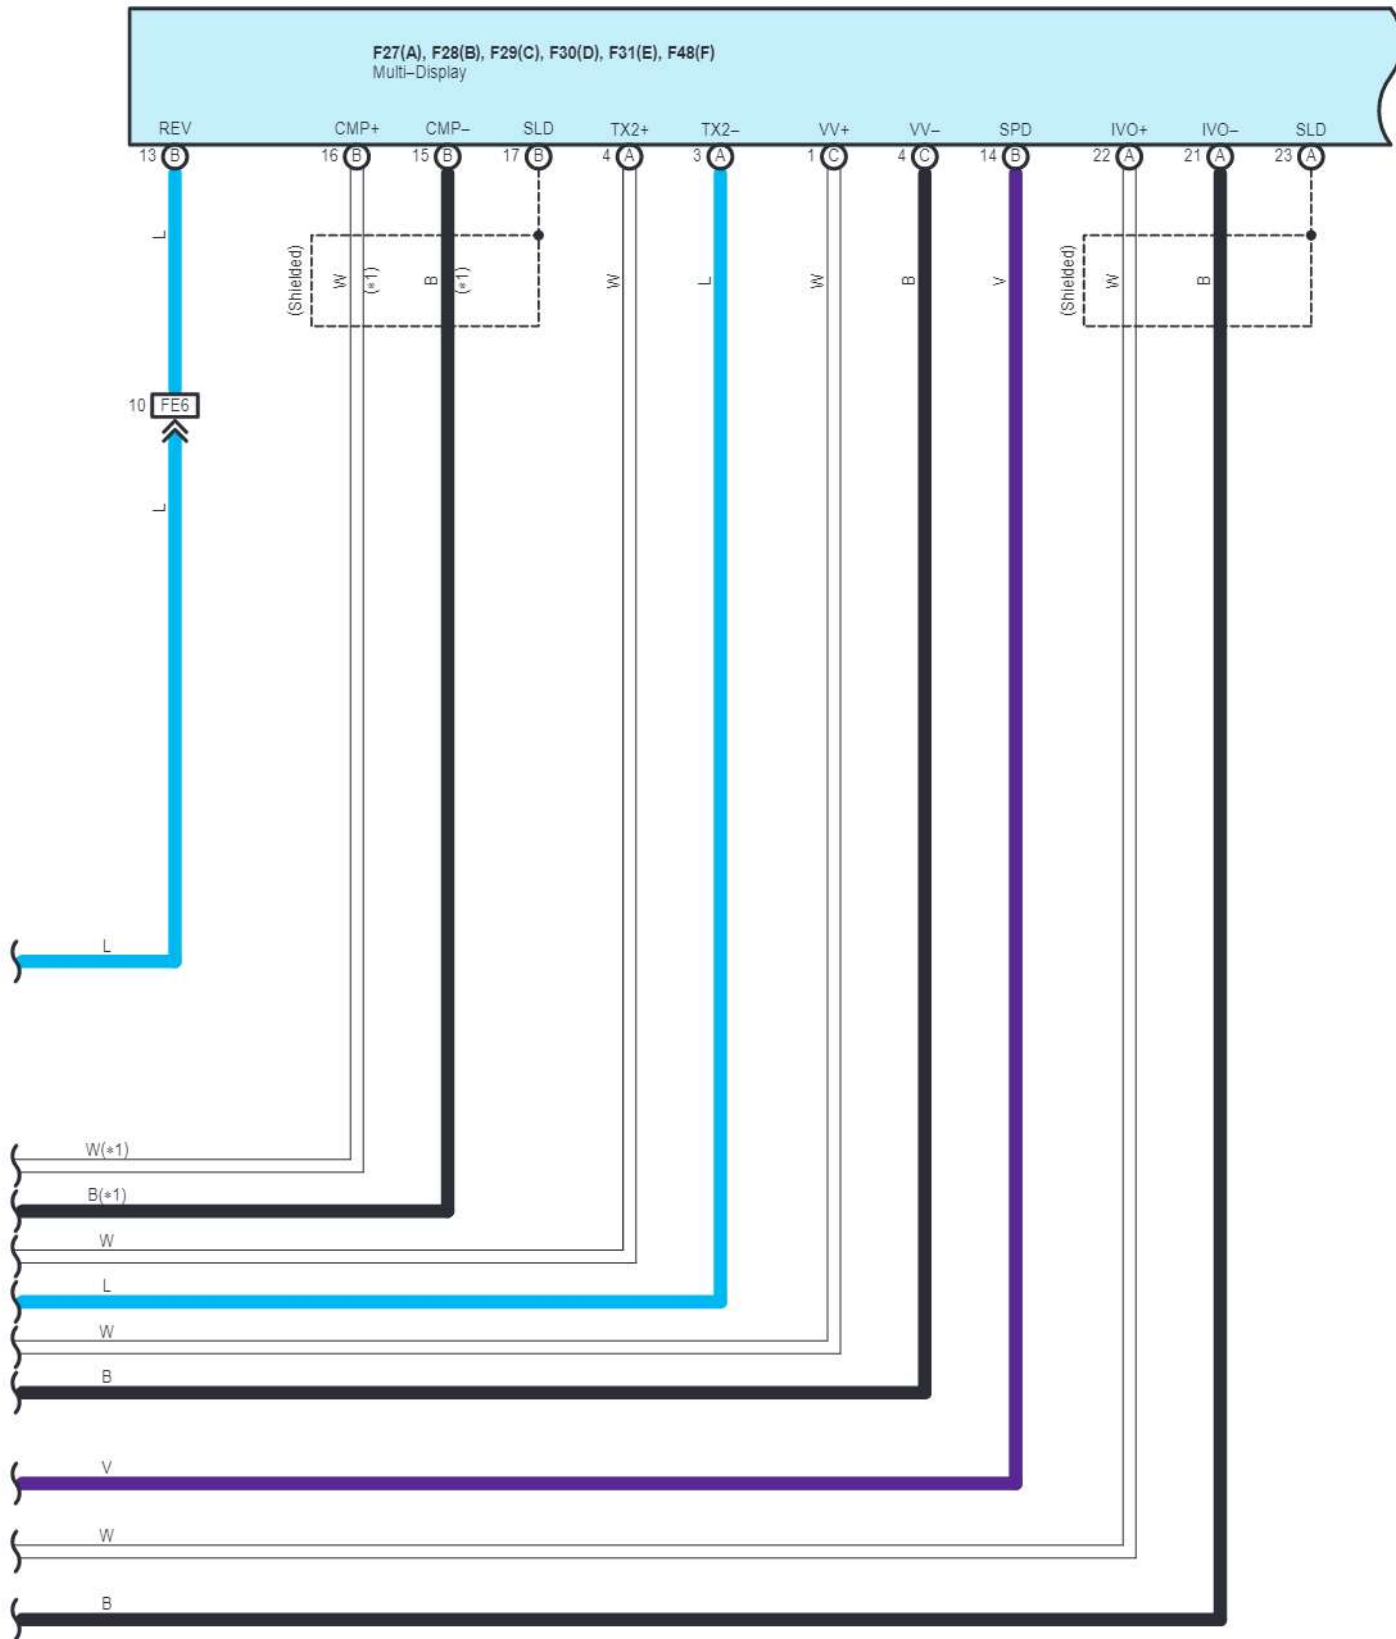 F27(A), F28(B), F29(C), F30(D), F31(E), F48(F)
Multi–Display
REV CMP+ CMP– SLD TX2+ TX2– VV+ VV– SPD IVO+ IVO– SLD
13 B 16 B 15 B 17 B 4 A 3 A 1 C 4 C 14 B 22 A 21 A 23 A
L (Shielded) W (*1) B (*1) W L W B V (Shielded) W B
10 FE6
L
L
W(*1)
B(*1)
W
L
W
B
V
W
B